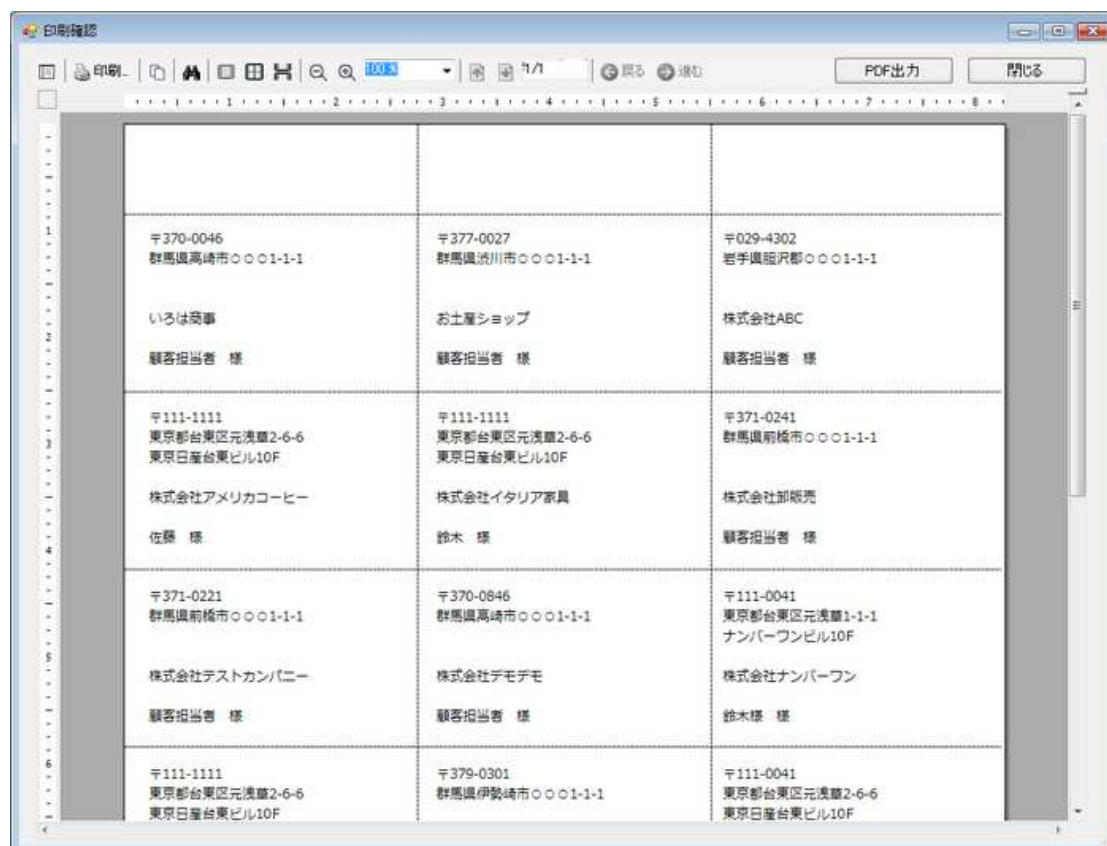 印刷確認
印刷... 100% 1/1 戻る 進む PDF出力 閉じる
1 2 3 4 5 6 7 8
〒370-0046
群馬県高崎市○○○1-1-1
いろは商事
顧客担当者 様
〒377-0027
群馬県渋川市○○○1-1-1
お土産ショップ
顧客担当者 様
〒029-4302
岩手県胆沢郡○○○1-1-1
株式会社ABC
顧客担当者 様
〒111-1111
東京都台東区元浅草2-6-6
東京日産台東ビル10F
株式会社アメリカコーヒー
佐藤 様
〒111-1111
東京都台東区元浅草2-6-6
東京日産台東ビル10F
株式会社イタリア家具
鈴木 様
〒371-0241
群馬県前橋市○○○1-1-1
株式会社卸販売
顧客担当者 様
〒371-0221
群馬県前橋市○○○1-1-1
株式会社テストカンパニー
顧客担当者 様
〒370-0846
群馬県高崎市○○○1-1-1
株式会社デモデモ
顧客担当者 様
〒111-0041
東京都台東区元浅草1-1-1
ナンバーワンビル10F
株式会社ナンバーワン
鈴木様 様
〒111-1111
東京都台東区元浅草2-6-6
東京日産台東ビル10F
〒379-0301
群馬県伊勢崎市○○○1-1-1
〒111-0041
東京都台東区元浅草2-6-6
東京日産台東ビル10F
1
2
3
4
5
6